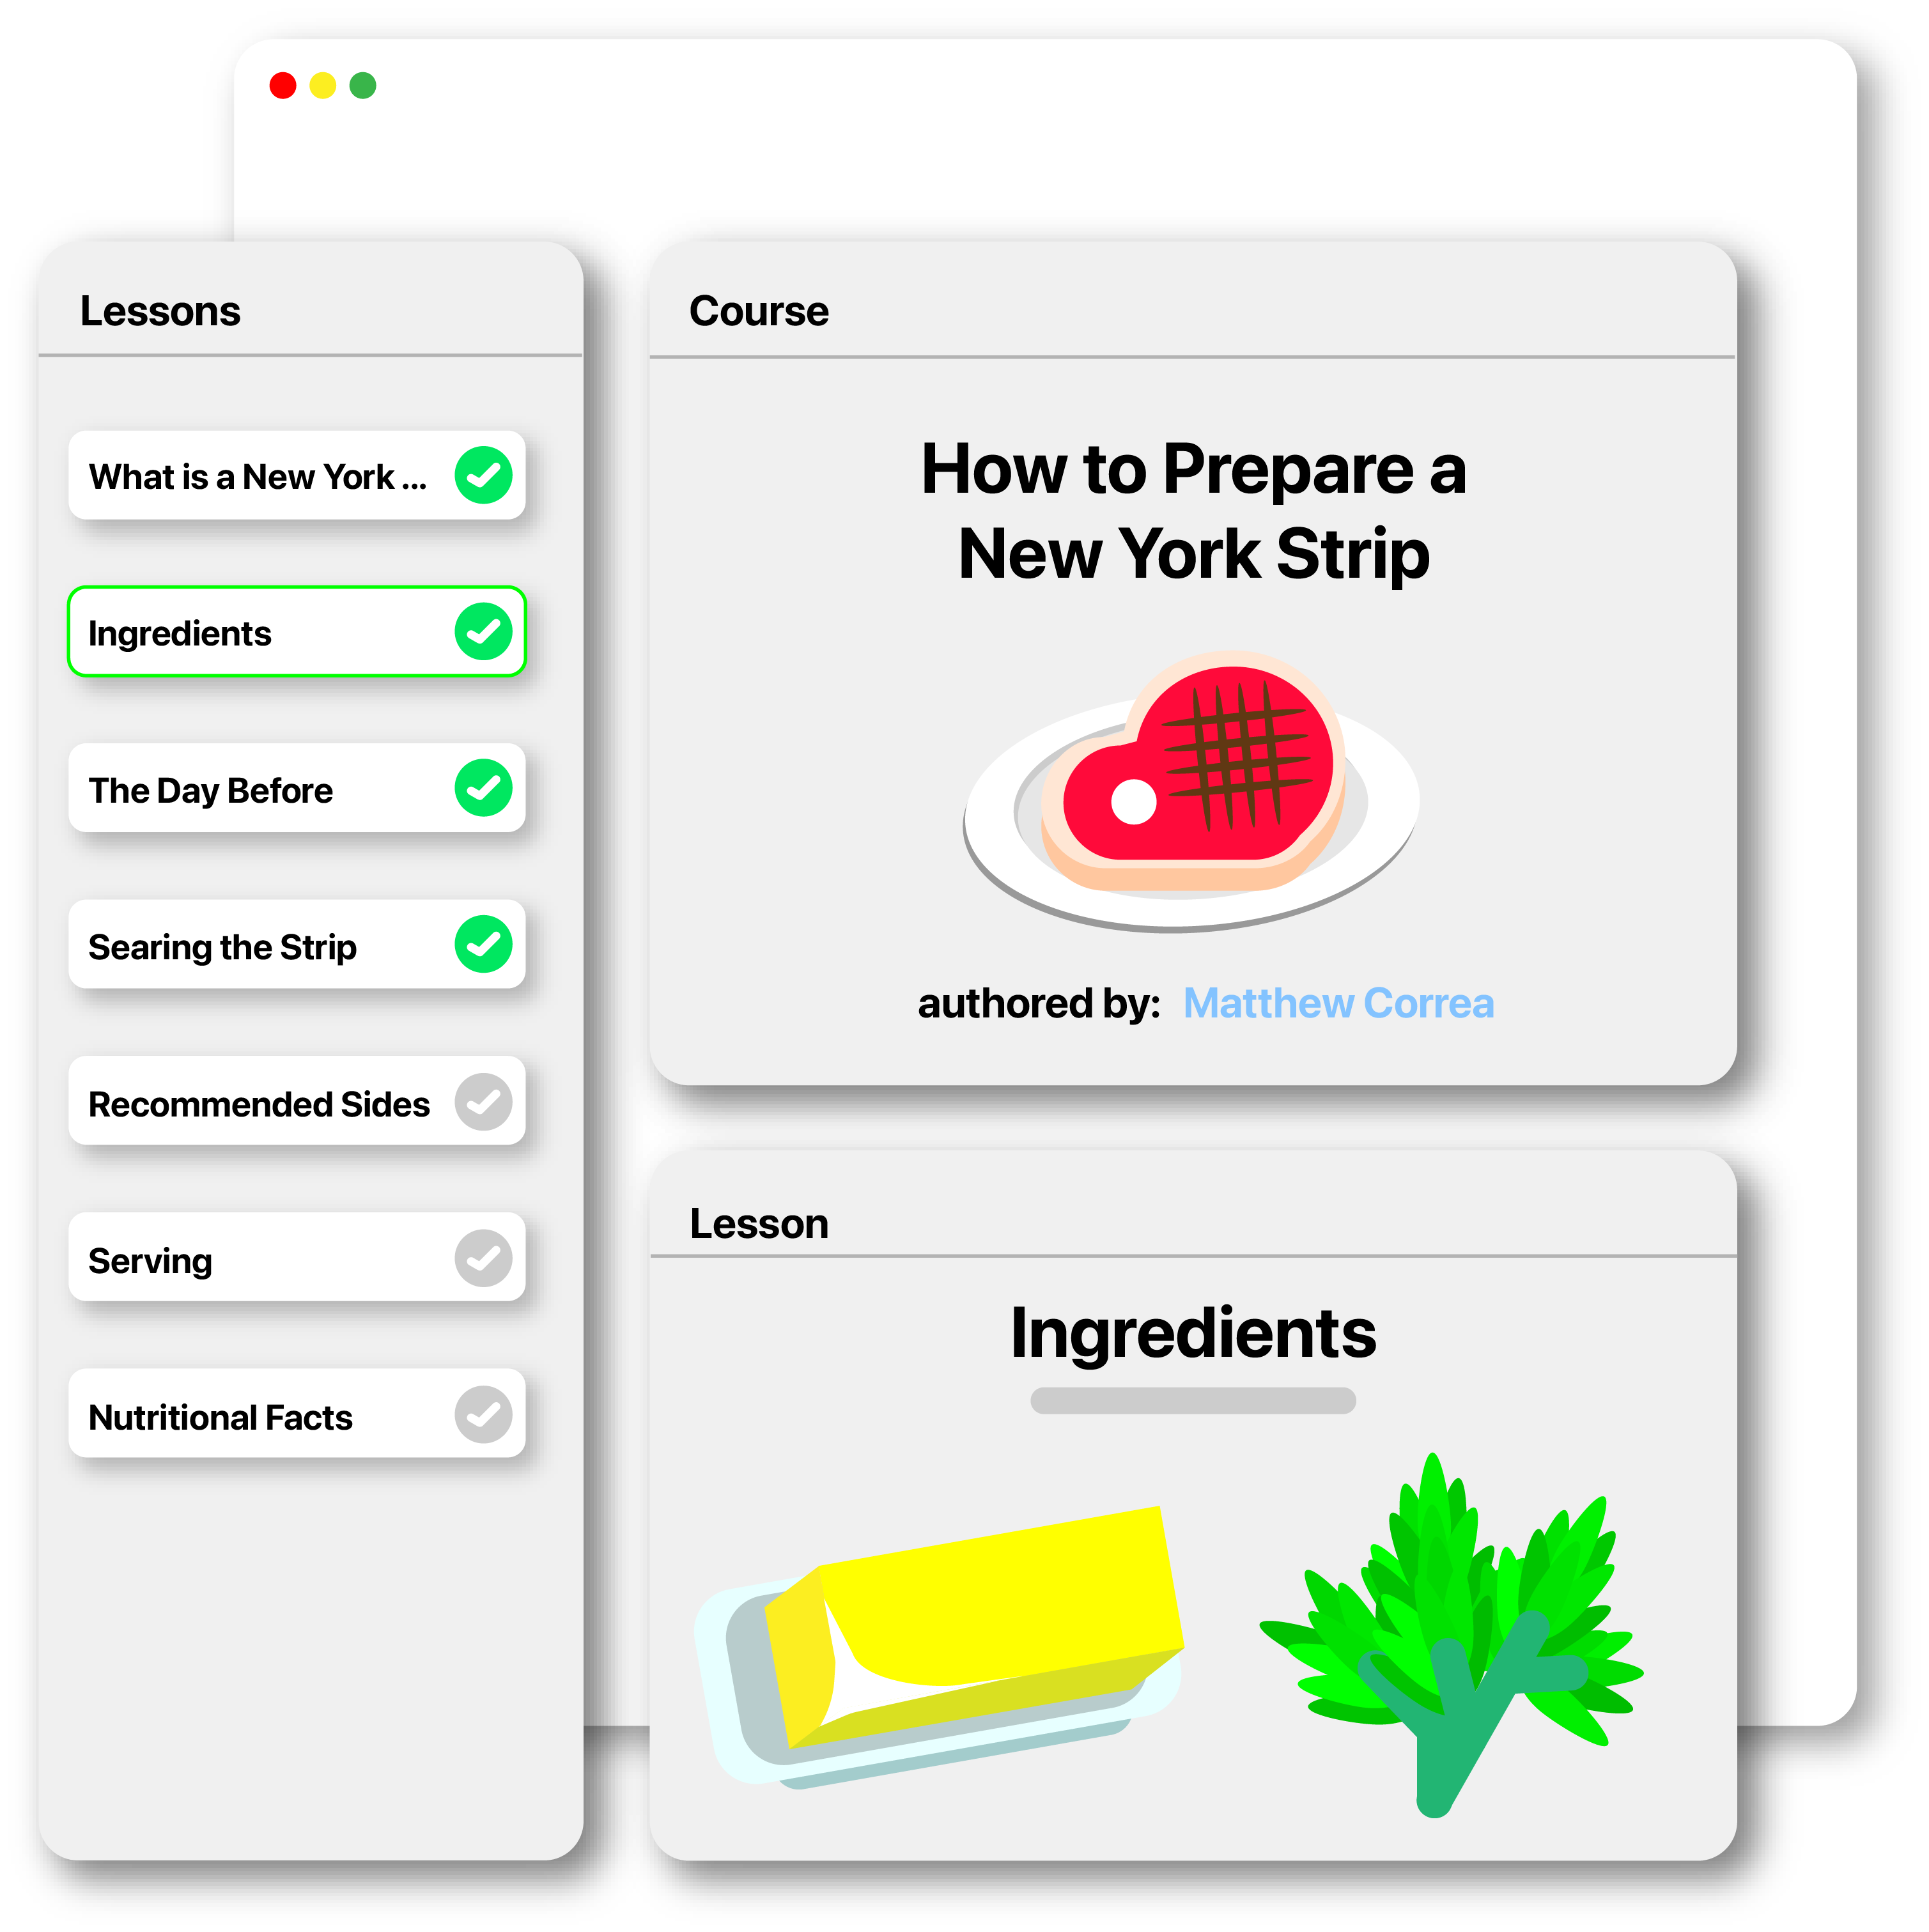 Lessons
What is a New York ...
Ingredients
The Day Before
Searing the Strip
Recommended Sides
Serving
Nutritional Facts
Course
How to Prepare a
New York Strip
authored by: Matthew Correa
Lesson
Ingredients